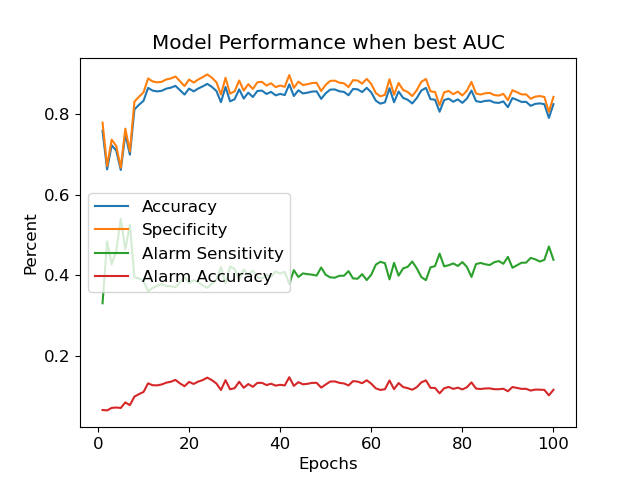 Model Performance when best AUC
0.8
0.6
0.4
0.2
Percent
Accuracy
Specificity
Alarm Sensitivity
Alarm Accuracy
0 20 40 60 80 100
Epochs